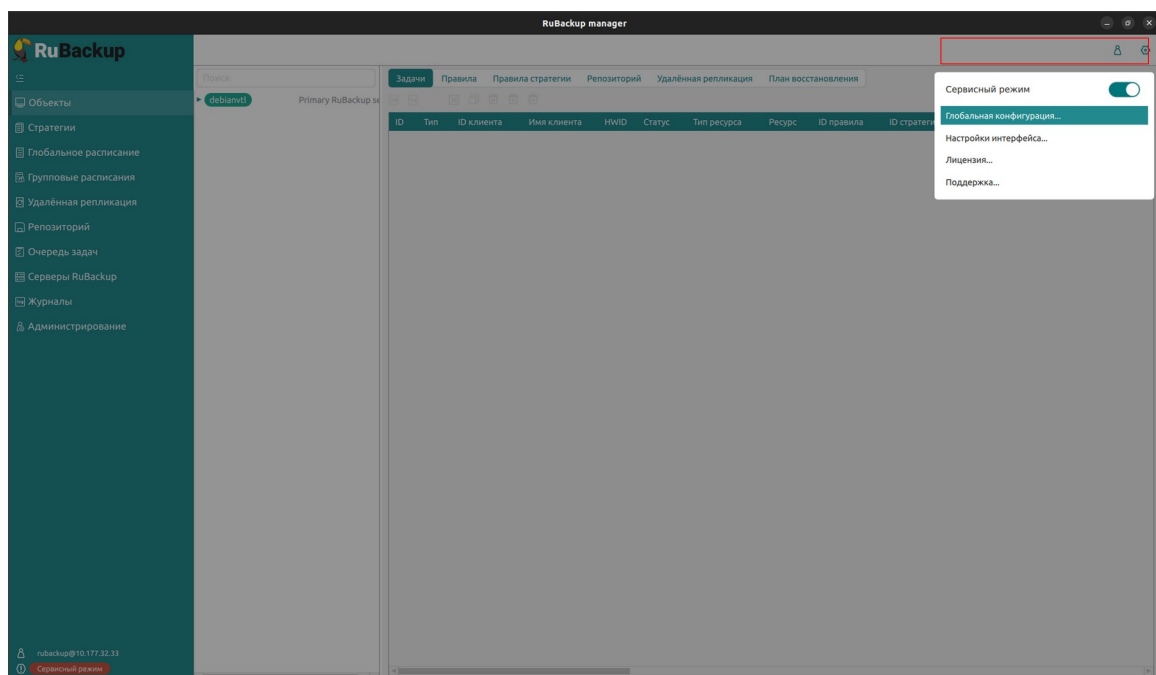 RuBackup manager
RuBackup
Поиск
Задачи Правила Правила стратегии Репозиторий Удалённая репликация План восстановления
Сервисный режим
Объекты
debianvtl Primary RuBackup se
Глобальная конфигурация...
ID Тип ID клиента Имя клиента HWID Статус Тип ресурса Ресурс ID правила ID стратеги
Стратегии
Настройки интерфейса...
Глобальное расписание
Лицензия...
Групповые расписания
Поддержка...
Удалённая репликация
Репозиторий
Очередь задач
Серверы RuBackup
Журналы
Администрирование
rubackup@10.177.32.33
Сервисный режим